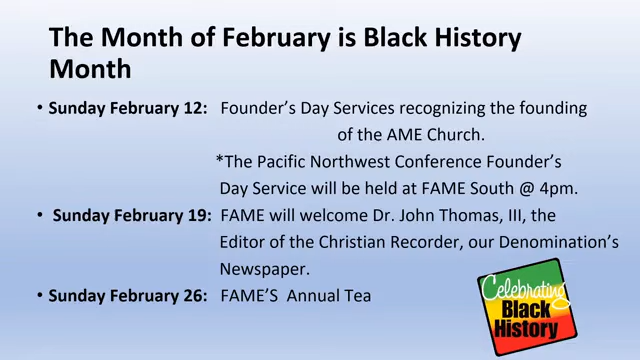 The Month of February is Black History
Month
• Sunday February 12: Founder's Day Services recognizing the founding
of the AME Church.
*The Pacific Northwest Conference Founder's
Day Service will be held at FAME South @ 4pm.
• Sunday February 19: FAME will welcome Dr. John Thomas, III, the
Editor of the Christian Recorder, our Denomination's
Newspaper.
• Sunday February 26: FAME'S Annual Tea
Celebrating
Black
History